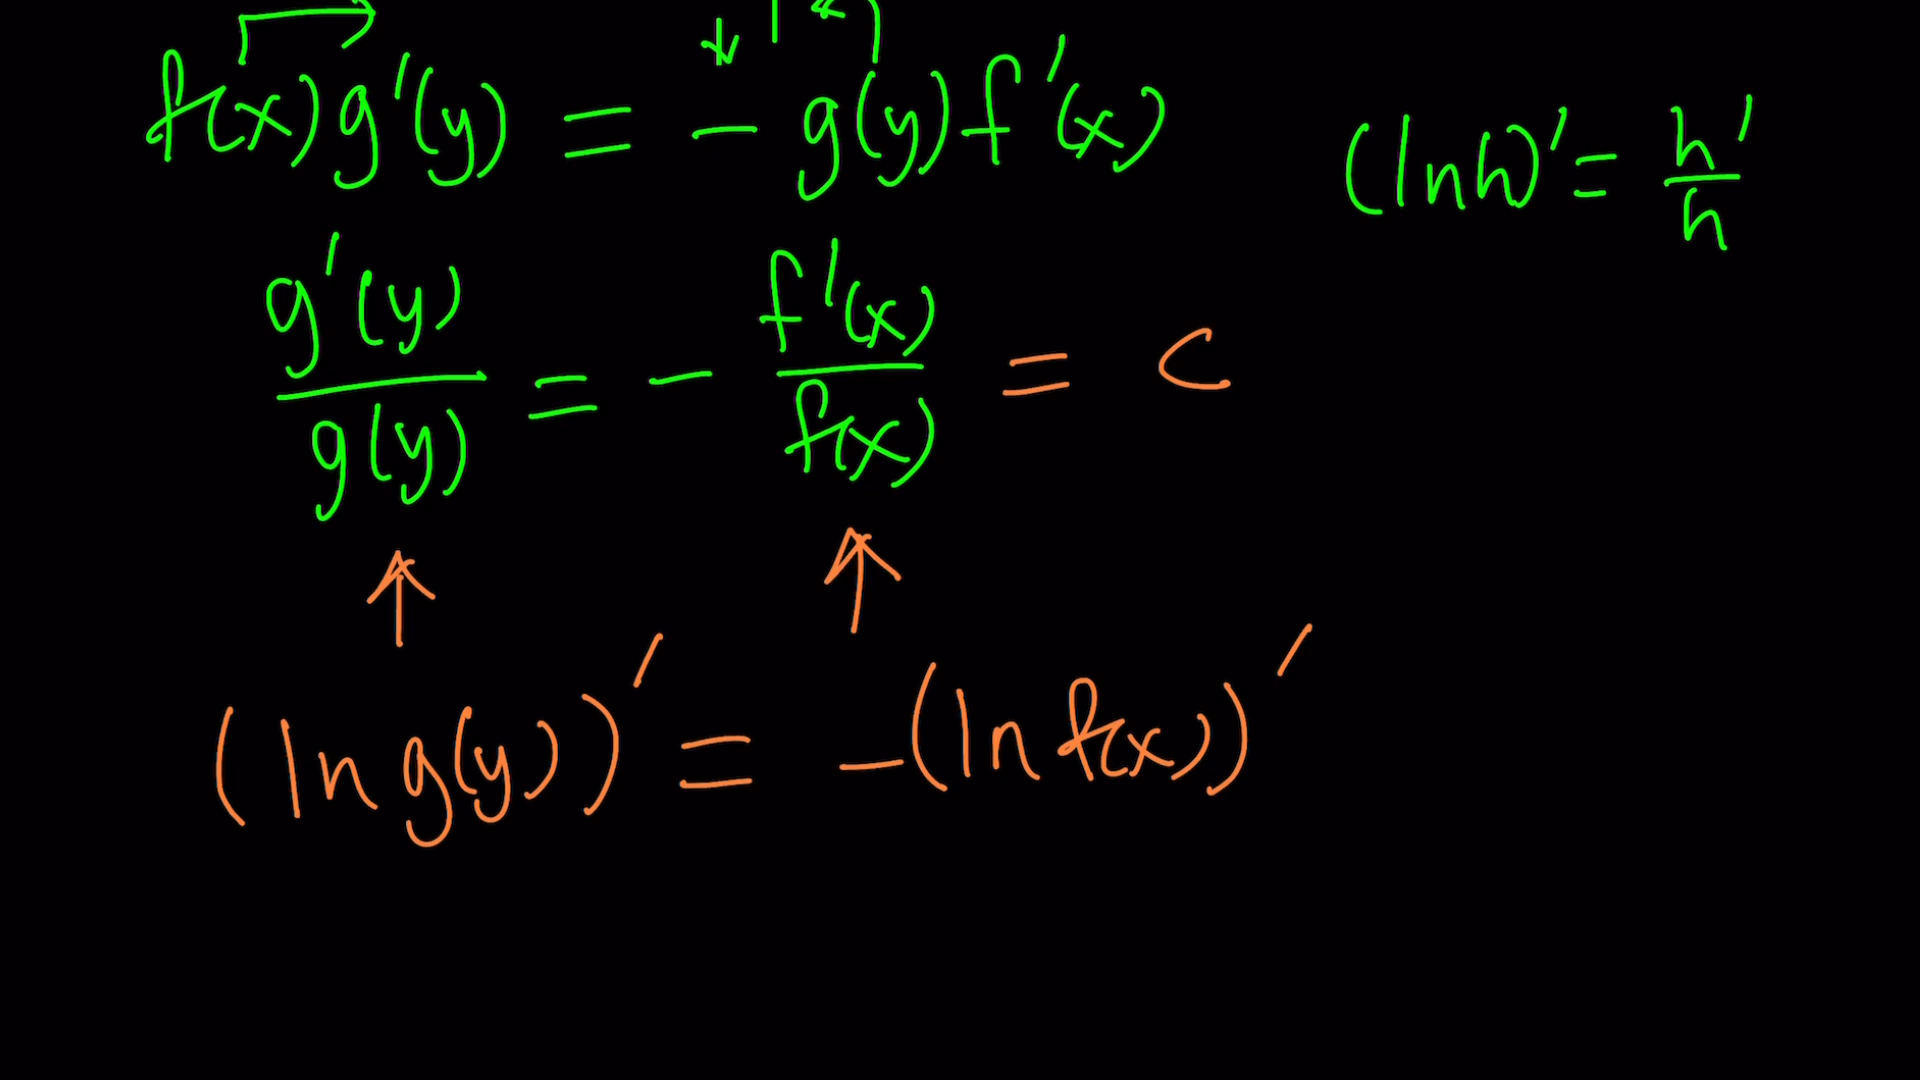 f(x)g'(y) = - g(y)f'(x)
(ln h)' = h'/h
g'(y)/g(y) = - f'(x)/f(x) = c
(ln g(y))' = -(ln f(x))'